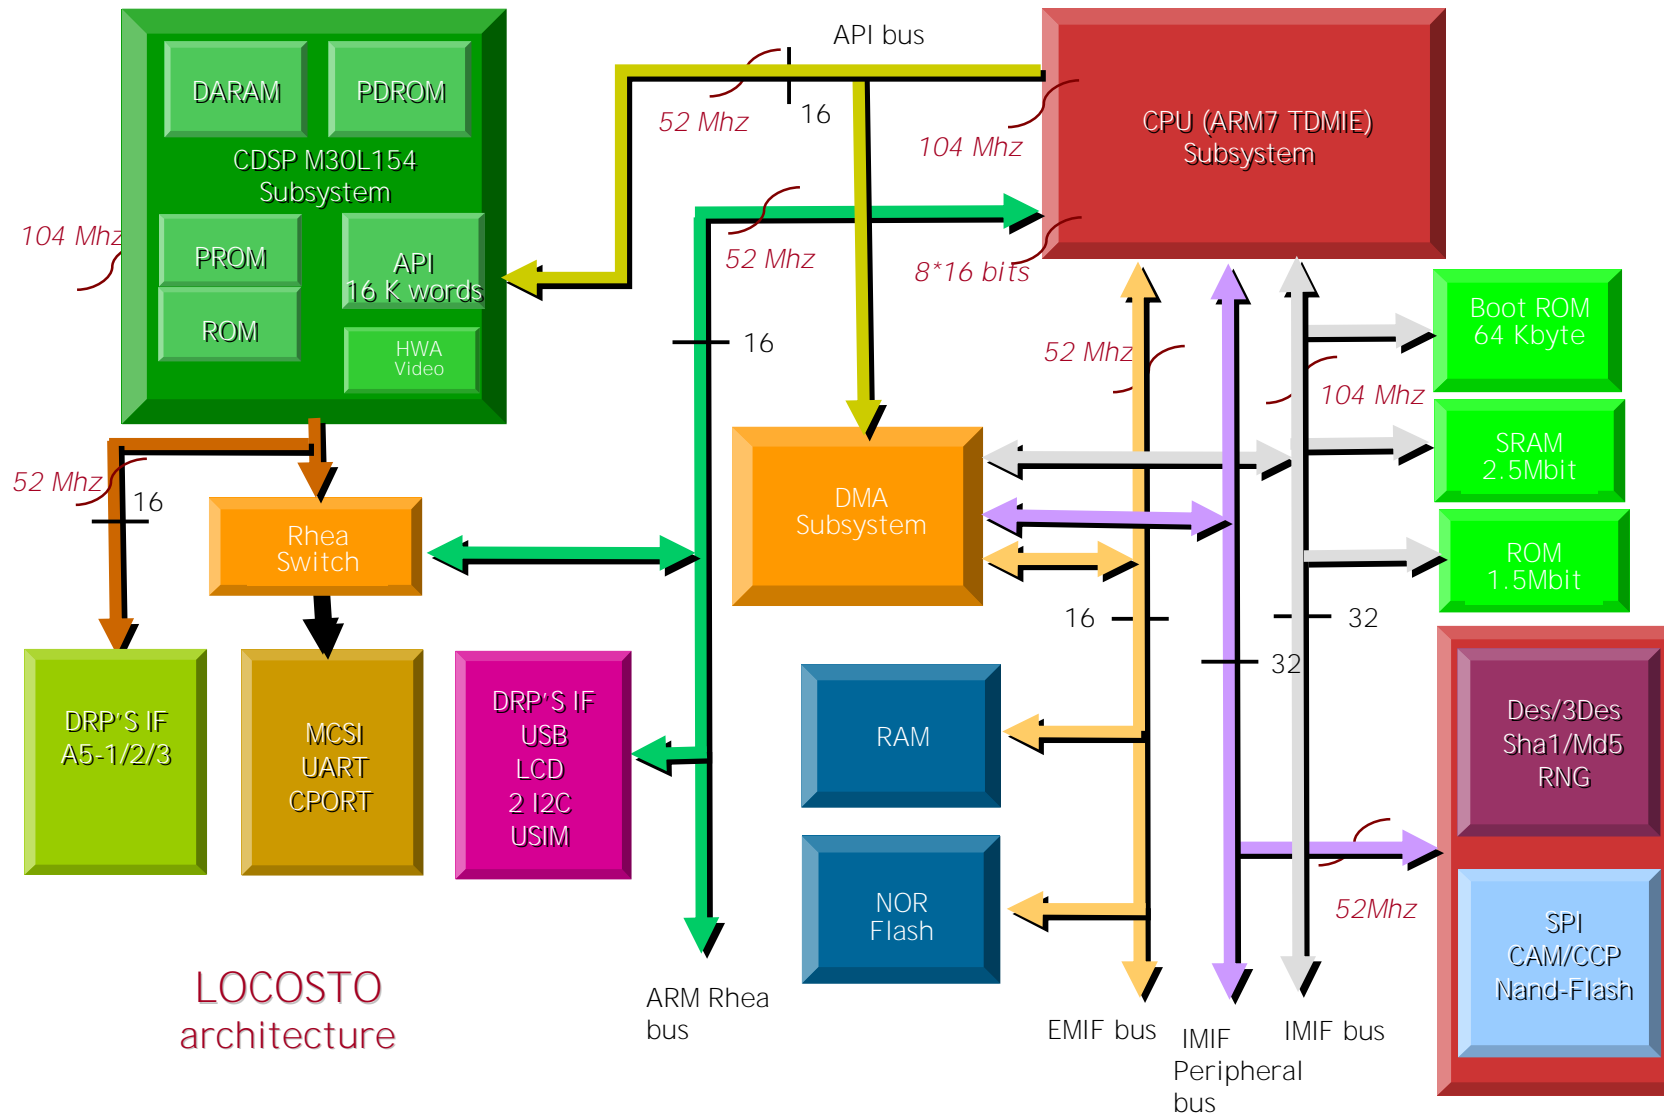 API bus
DARAM
PDROM
CDSP M30L154
Subsystem
PROM
API
16 K words
ROM
HWA
Video
104 Mhz
52 Mhz
16
104 Mhz
CPU (ARM7 TDMIE)
Subsystem
52 Mhz
8*16 bits
16
52 Mhz
104 Mhz
Boot ROM
64 Kbyte
SRAM
2.5Mbit
ROM
1.5Mbit
52 Mhz
16
Rhea
Switch
DMA
Subsystem
16
32
32
DRP'S IF
A5-1/2/3
MCSI
UART
CPORT
DRP'S IF
USB
LCD
2 I2C
USIM
RAM
NOR
Flash
Des/3Des
Sha1/Md5
RNG
52Mhz
SPI
CAM/CCP
Nand-Flash
LOCOSTO
architecture
ARM Rhea
bus
EMIF bus
IMIF
Peripheral
bus
IMIF bus